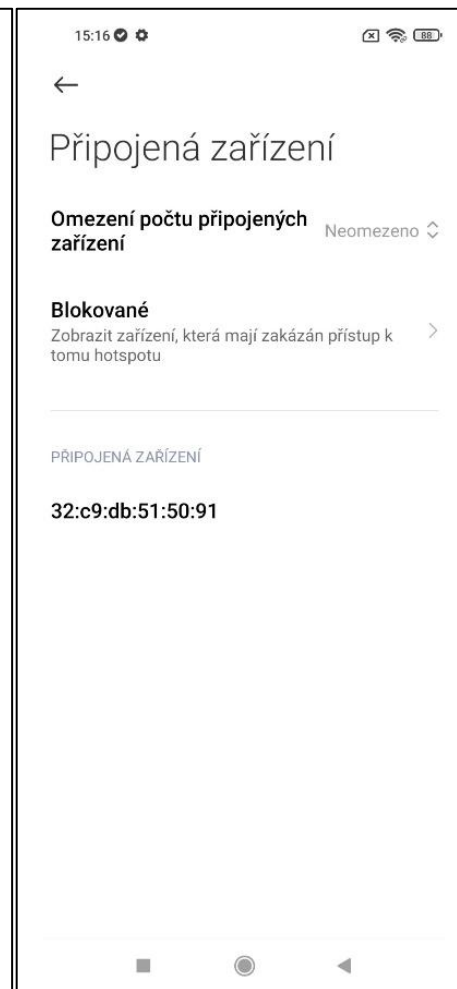 15:16
88
Připojená zařízení
Omezení počtu připojených
zařízení
Neomezeno
Blokované
Zobrazit zařízení, která mají zakázán přístup k
tomu hotspotu
PŘIPOJENÁ ZAŘÍZENÍ
32:c9:db:51:50:91